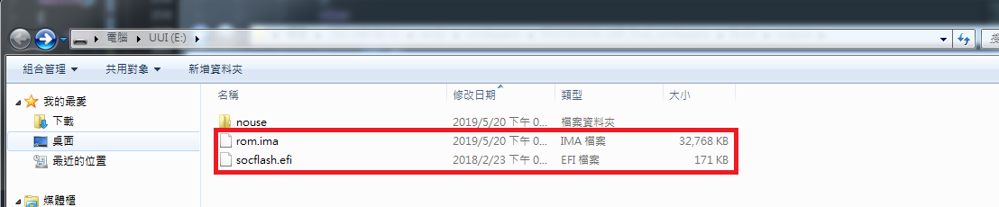 電腦 UUI (E:)
組合管理 共用對象 新增資料夾
我的最愛
下載
桌面
最近的位置
媒體櫃
名稱 修改日期 類型 大小
nouse 2019/5/20 下午 0... 檔案資料夾
rom.ima 2019/5/20 下午 0... IMA 檔案 32,768 KB
socflash.efi 2018/2/23 下午 0... EFI 檔案 171 KB